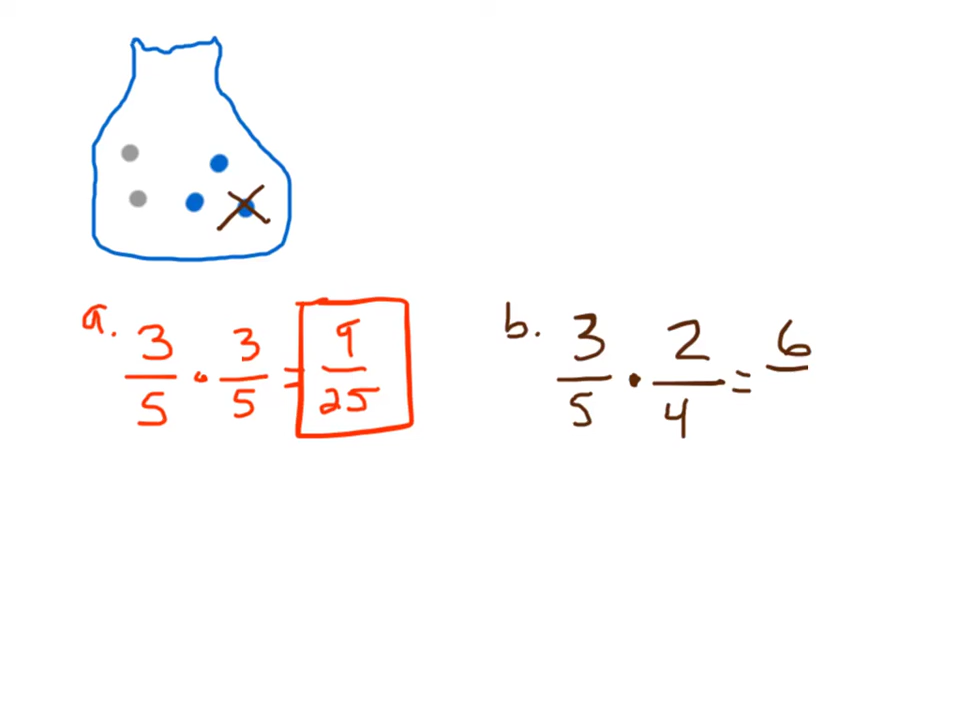 a. 3/5 · 3/5 = 9/25
b. 3/5 · 2/4 = 6/